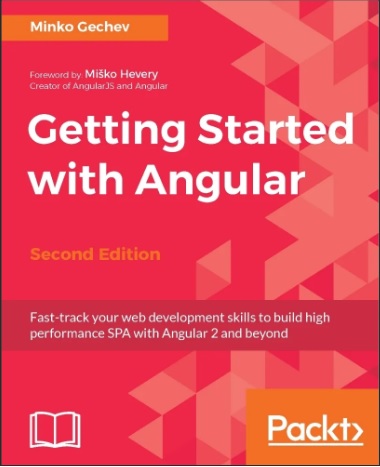 Minko Gechev
Foreword by Miško Hevery
Creator of AngularJS and Angular
Getting Started
with Angular
Second Edition
Fast-track your web development skills to build high
performance SPA with Angular 2 and beyond
Packt>